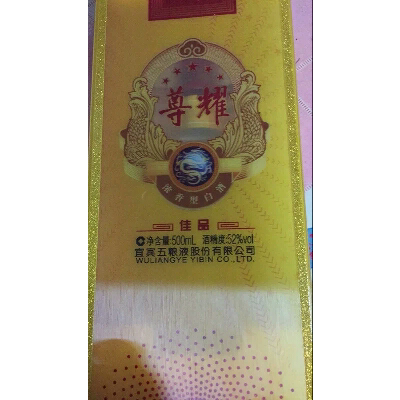 尊耀
浓香型白酒
佳品
净含量:500mL 酒精度:52%vol
宜宾五粮液股份有限公司
WULIANGYE YIBIN CO.,LTD.